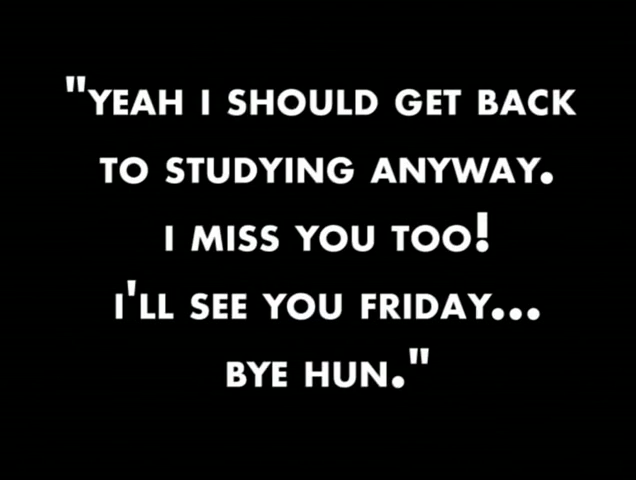 "YEAH I SHOULD GET BACK
TO STUDYING ANYWAY.
I MISS YOU TOO!
I'LL SEE YOU FRIDAY...
BYE HUN."